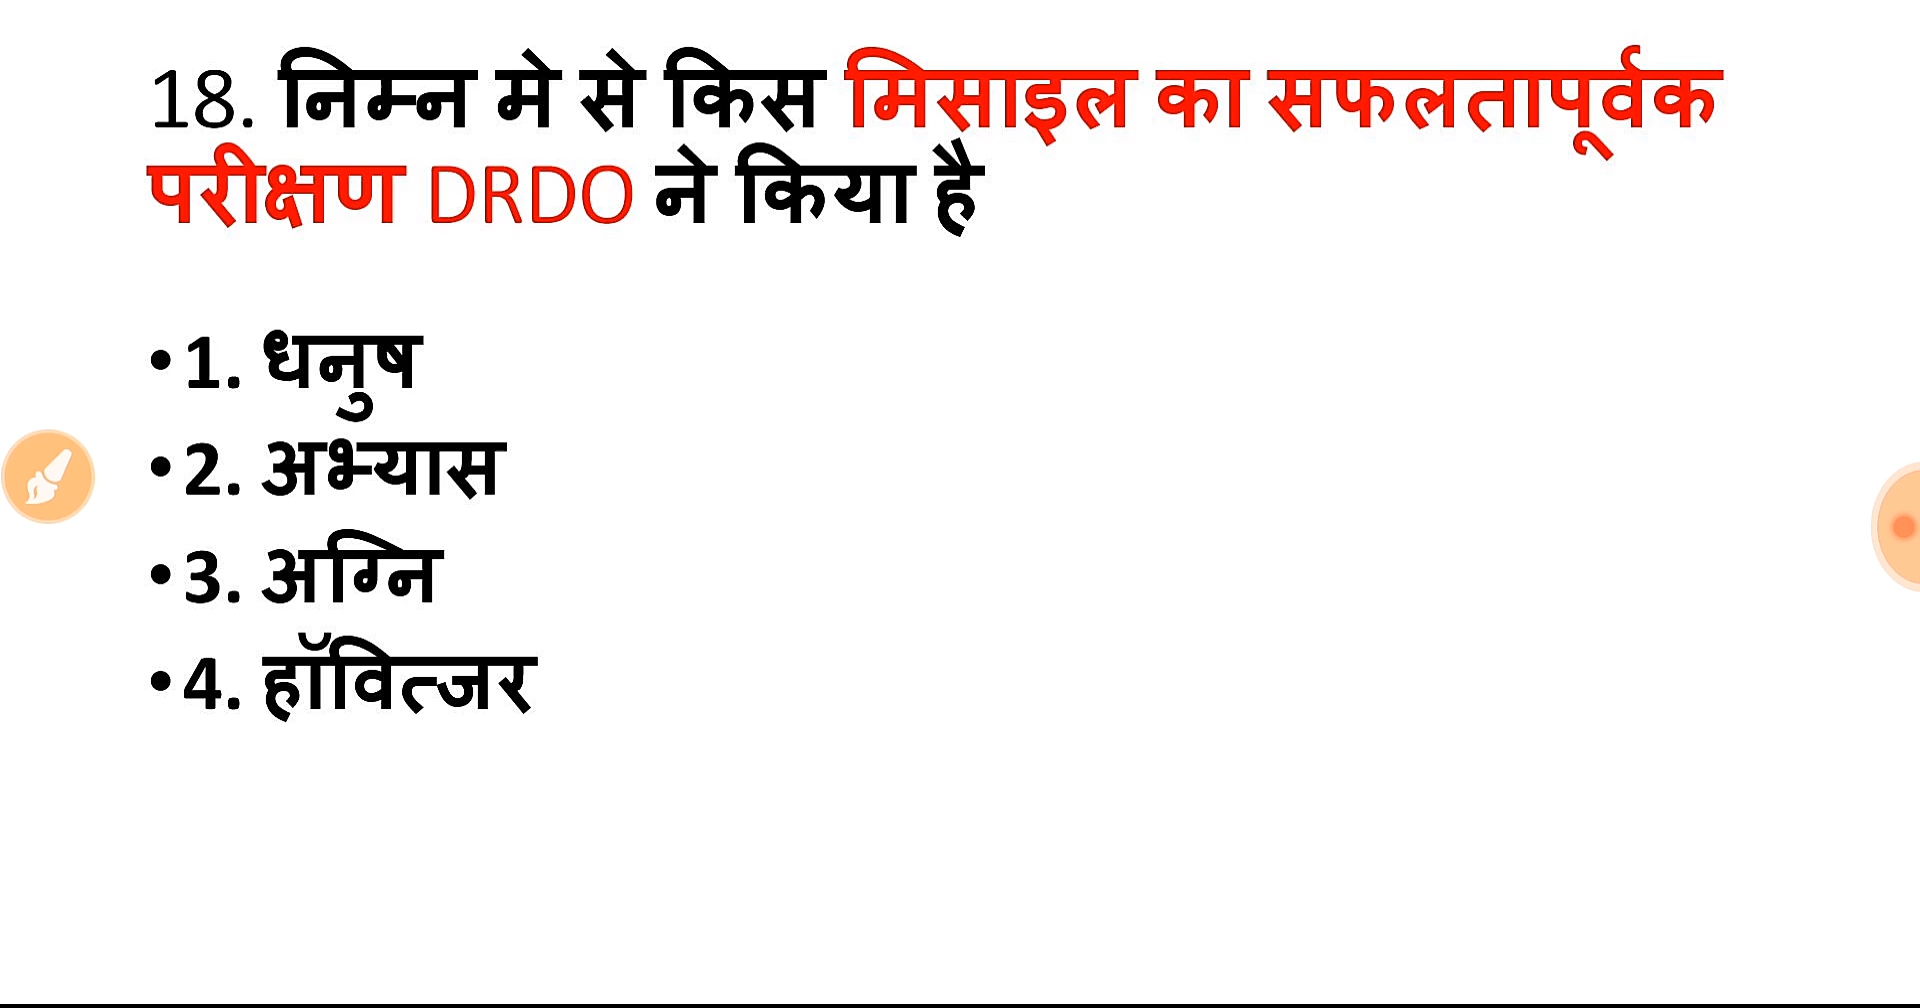 18. निम्न मे से किस मिसाइल का सफलतापूर्वक
परीक्षण DRDO ने किया है
• 1. धनुष
• 2. अभ्यास
• 3. अग्नि
• 4. हॉवित्जर